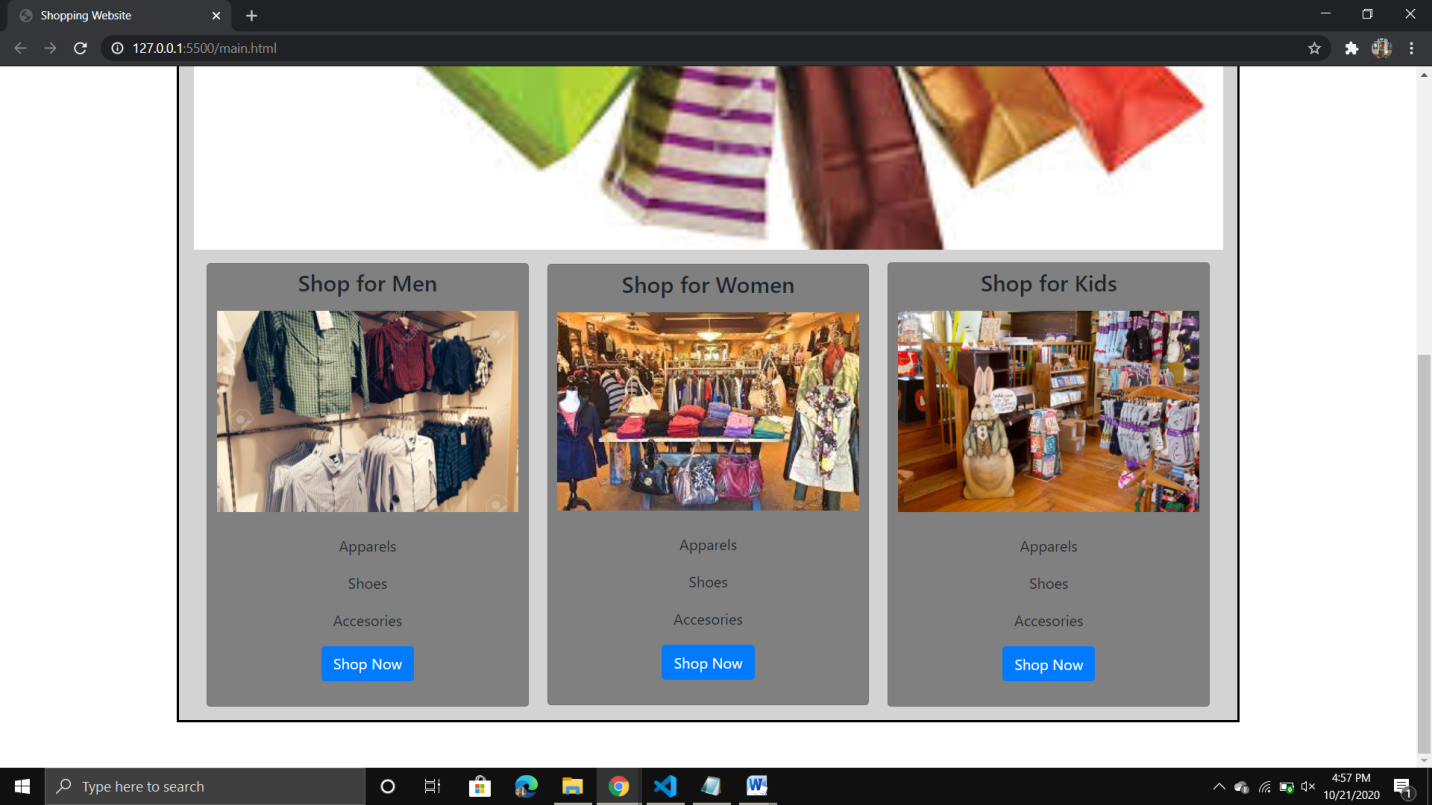 Shopping Website
127.0.0.1:5500/main.html
Shop for Men
Shop for Women
Shop for Kids
Apparels
Apparels
Apparels
Shoes
Shoes
Shoes
Accesories
Accesories
Accesories
Shop Now
Shop Now
Shop Now
Type here to search
4:57 PM
10/21/2020
1